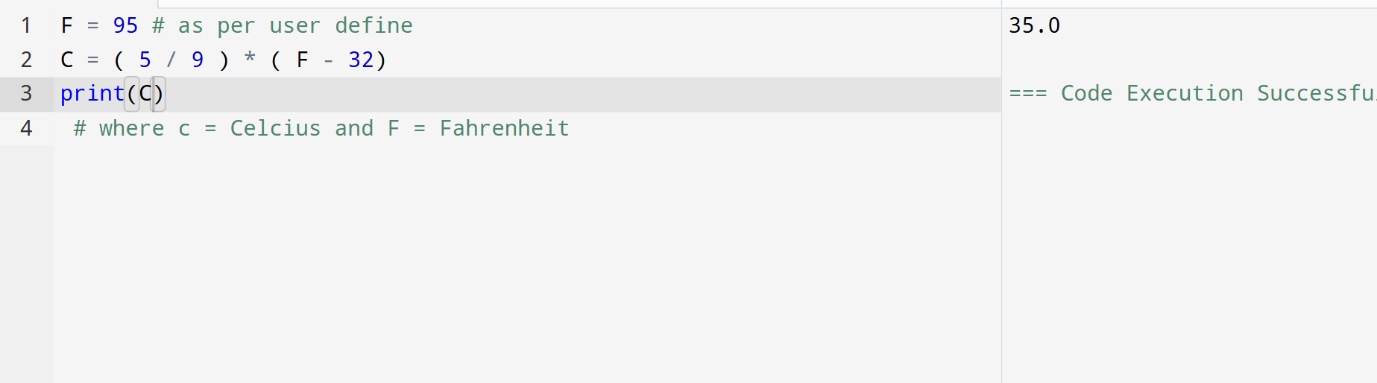 1 F = 95 # as per user define
2 C = ( 5 / 9 ) * ( F - 32)
3 print(C)
4 # where c = Celcius and F = Fahrenheit
35.0
=== Code Execution